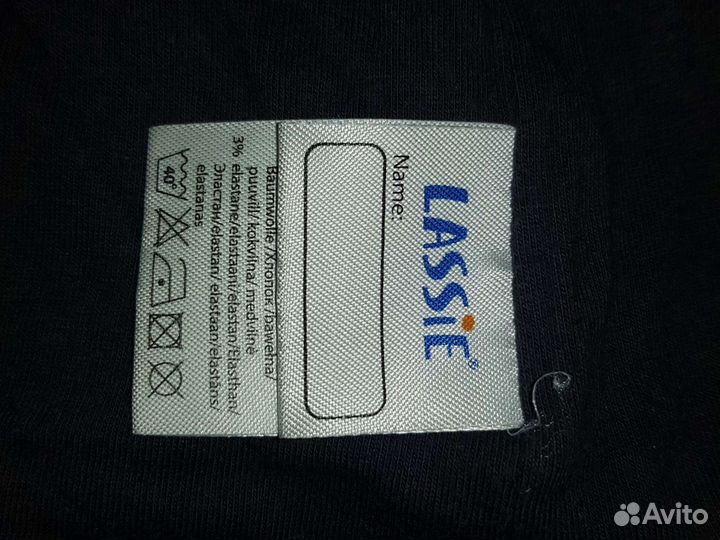 LASSiE®
Name:
Baumwolle/Хлопок/bawełna/
puuvill/ kokvilna/ medvilnė
3% elastane/elastaani/elastan/Elasthan/
Эластан/elastan/ elastaan/elastāns/
elastanas
40°
Avito